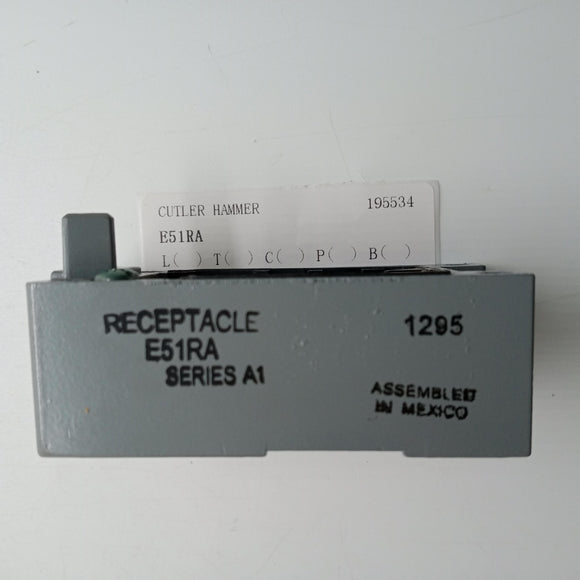 CUTLER HAMMER 195534
E51RA
L( ) T( ) C( ) P( ) B( )
RECEPTACLE 1295
E51RA
SERIES A1
ASSEMBLED
IN MEXICO